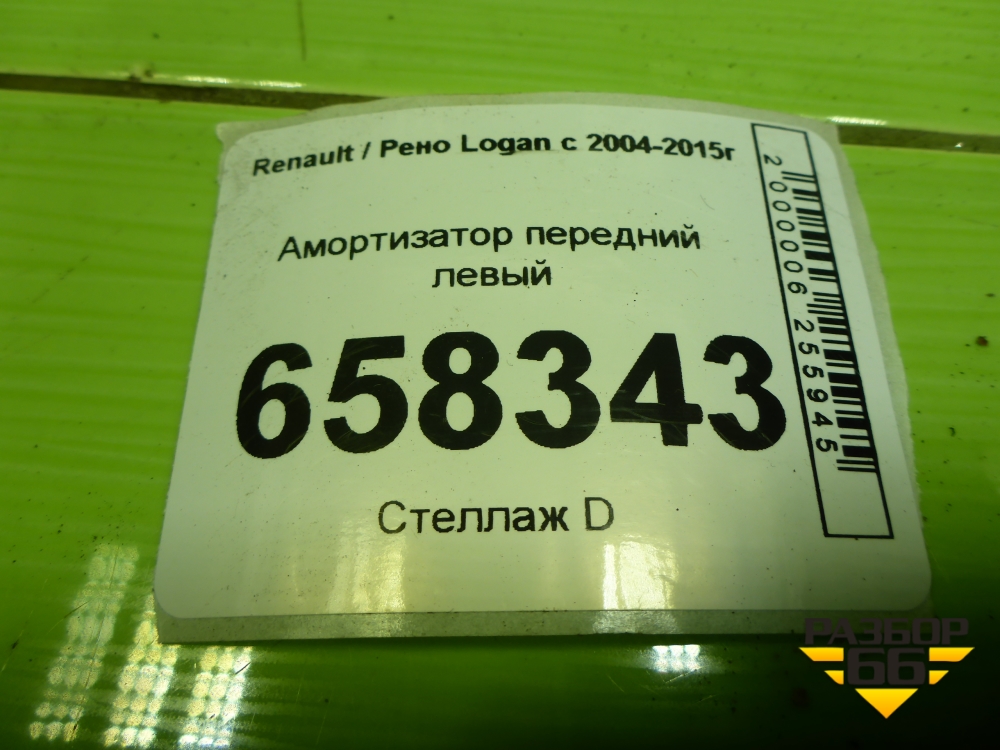 Renault / Рено Logan с 2004-2015г
Амортизатор передний
левый
658343
Стеллаж D
2000006255945
РАЗБОР
66